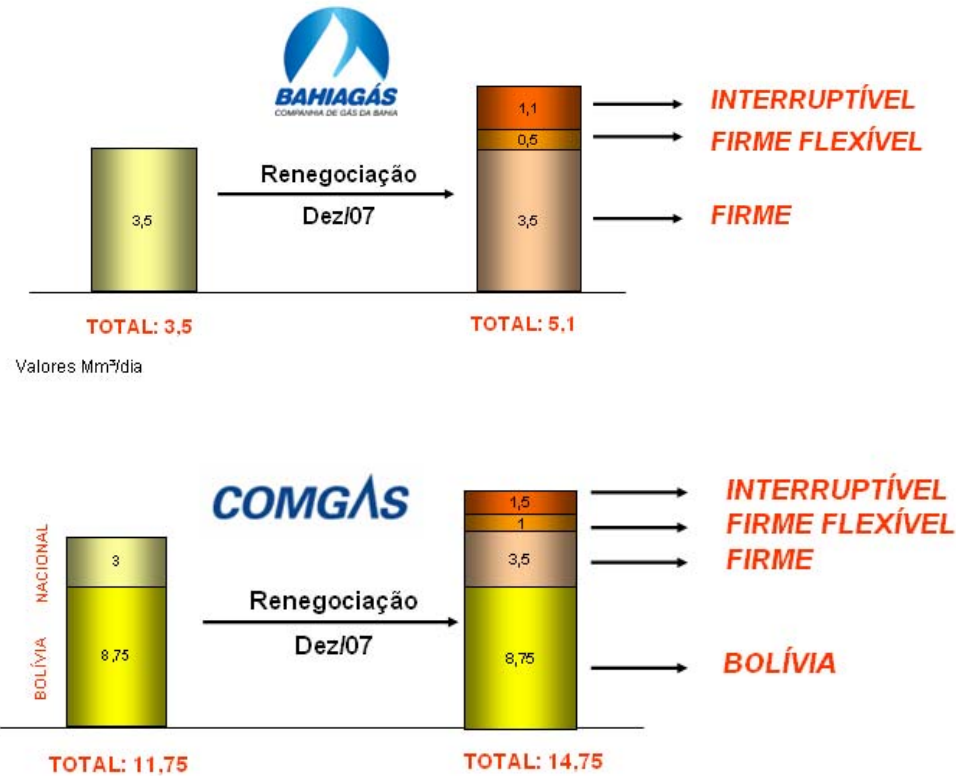 BAHIAGÁS
COMPANHIA DE GÁS DA BAHIA
1,1
INTERRUPTÍVEL
0,5
FIRME FLEXÍVEL
3,5
Renegociação
Dez/07
3,5
FIRME
TOTAL: 3,5
TOTAL: 5,1
Valores Mm³/dia
COMGÁS
NACIONAL
3
BOLÍVIA
8,75
Renegociação
Dez/07
1,5
INTERRUPTÍVEL
1
FIRME FLEXÍVEL
3,5
FIRME
8,75
BOLÍVIA
TOTAL: 11,75
TOTAL: 14,75